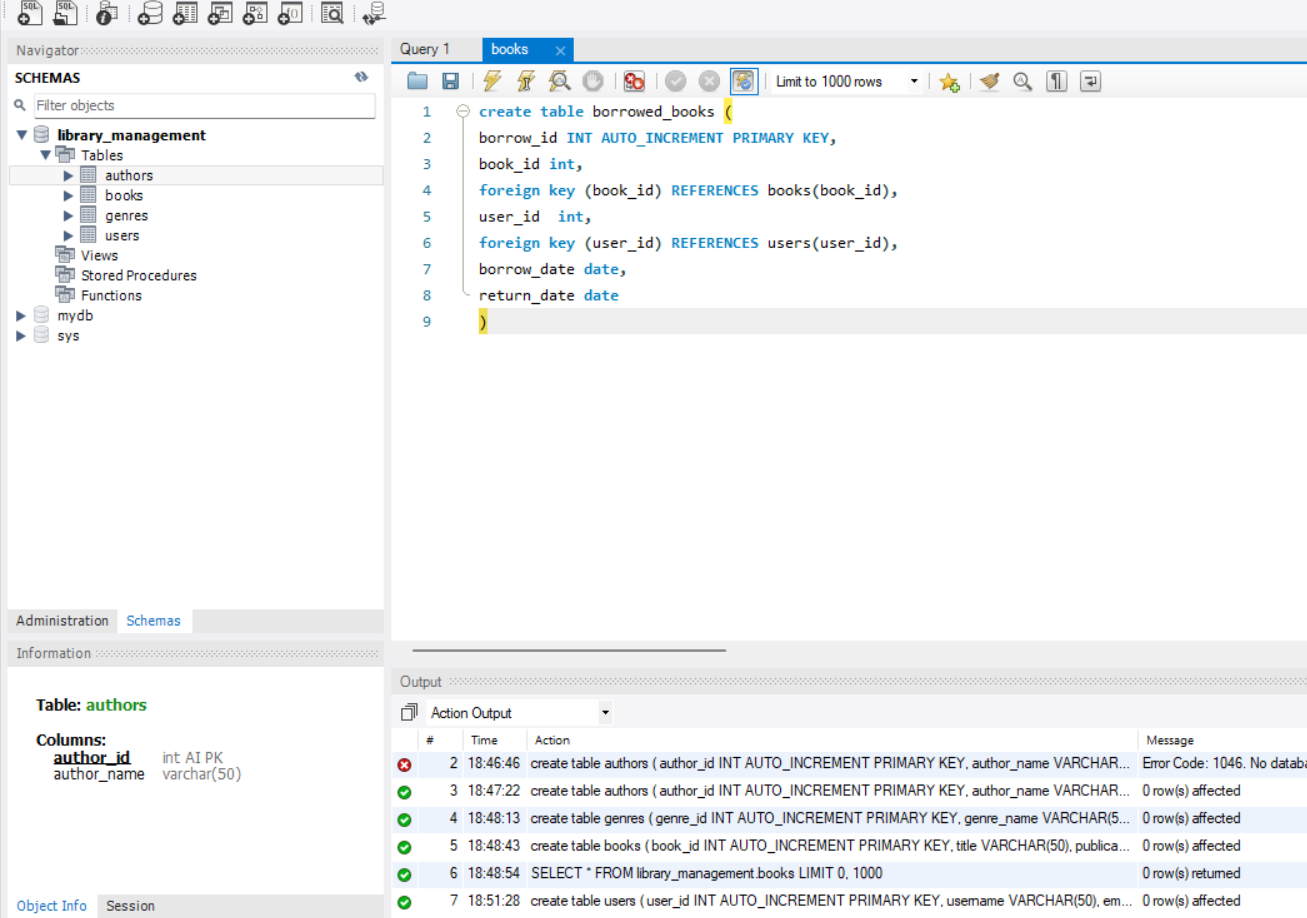 SQL SQL
Navigator
SCHEMAS
Filter objects
library_management
Tables
authors
books
genres
users
Views
Stored Procedures
Functions
mydb
sys
Administration Schemas
Information
Table: authors
Columns:
author_id int AI PK
author_name varchar(50)
Object Info Session
Query 1 books
Limit to 1000 rows
1 create table borrowed_books (
2 borrow_id INT AUTO_INCREMENT PRIMARY KEY,
3 book_id int,
4 foreign key (book_id) REFERENCES books(book_id),
5 user_id  int,
6 foreign key (user_id) REFERENCES users(user_id),
7 borrow_date date,
8 return_date date
9 )
Output
Action Output
# Time Action Message
2 18:46:46 create table authors ( author_id INT AUTO_INCREMENT PRIMARY KEY, author_name VARCHAR... Error Code: 1046. No databa
3 18:47:22 create table authors ( author_id INT AUTO_INCREMENT PRIMARY KEY, author_name VARCHAR... 0 row(s) affected
4 18:48:13 create table genres ( genre_id INT AUTO_INCREMENT PRIMARY KEY, genre_name VARCHAR(5... 0 row(s) affected
5 18:48:43 create table books ( book_id INT AUTO_INCREMENT PRIMARY KEY, title VARCHAR(50), publica... 0 row(s) affected
6 18:48:54 SELECT * FROM library_management.books LIMIT 0, 1000 0 row(s) returned
7 18:51:28 create table users ( user_id INT AUTO_INCREMENT PRIMARY KEY, username VARCHAR(50), em... 0 row(s) affected